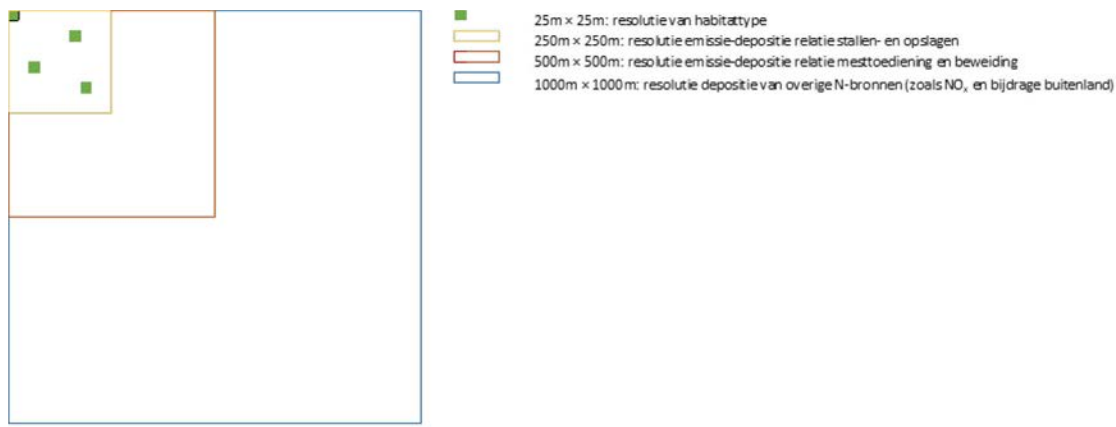 25m × 25m: resolutie van habitattype
250m × 250m: resolutie emissie-depositie relatie stallen- en opslagen
500m × 500m: resolutie emissie-depositie relatie mesttoediening en beweiding
1000m × 1000m: resolutie depositie van overige N-bronnen (zoals NOₓ en bijdrage buitenland)